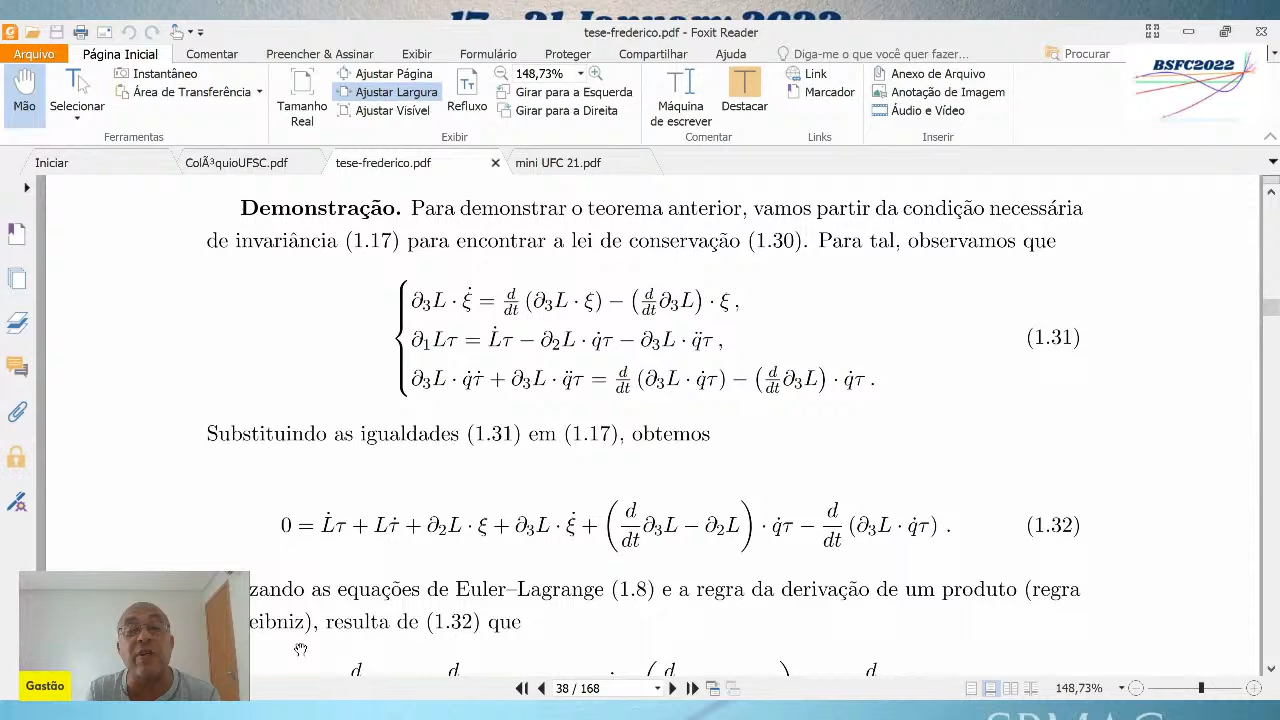 17 - 21 January 2022
tese-frederico.pdf - Foxit Reader
Arquivo Página Inicial Comentar Preencher & Assinar Exibir Formulário Proteger Compartilhar Ajuda Diga-me o que você quer fazer... Procurar
BSFC2022
Mão
Selecionar
Instantâneo
Área de Transferência
Ferramentas
Tamanho
Real
Ajustar Página
Ajustar Largura
Ajustar Visível
Refluxo
148,73%
Girar para a Esquerda
Girar para a Direita
Exibir
Máquina
de escrever
Destacar
Comentar
Link
Marcador
Links
Anexo de Arquivo
Anotação de Imagem
Áudio e Vídeo
Inserir
Iniciar ColÃ³quioUFSC.pdf tese-frederico.pdf mini UFC 21.pdf
Demonstração. Para demonstrar o teorema anterior, vamos partir da condição necessária
de invariância (1.17) para encontrar a lei de conservação (1.30). Para tal, observamos que
∂₃L · ξ̇ = d/dt (∂₃L · ξ) − (d/dt ∂₃L) · ξ ,
∂₁Lτ = L̇τ − ∂₂L · q̇τ − ∂₃L · q̈τ , (1.31)
∂₃L · q̇τ̇ + ∂₃L · q̈τ = d/dt (∂₃L · q̇τ) − (d/dt ∂₃L) · q̇τ .
Substituindo as igualdades (1.31) em (1.17), obtemos
0 = L̇τ + Lτ̇ + ∂₂L · ξ + ∂₃L · ξ̇ + (d/dt ∂₃L − ∂₂L) · q̇τ − d/dt (∂₃L · q̇τ) . (1.32)
zando as equações de Euler–Lagrange (1.8) e a regra da derivação de um produto (regra
eibniz), resulta de (1.32) que
d d d d
Gastão
38 / 168
148,73%